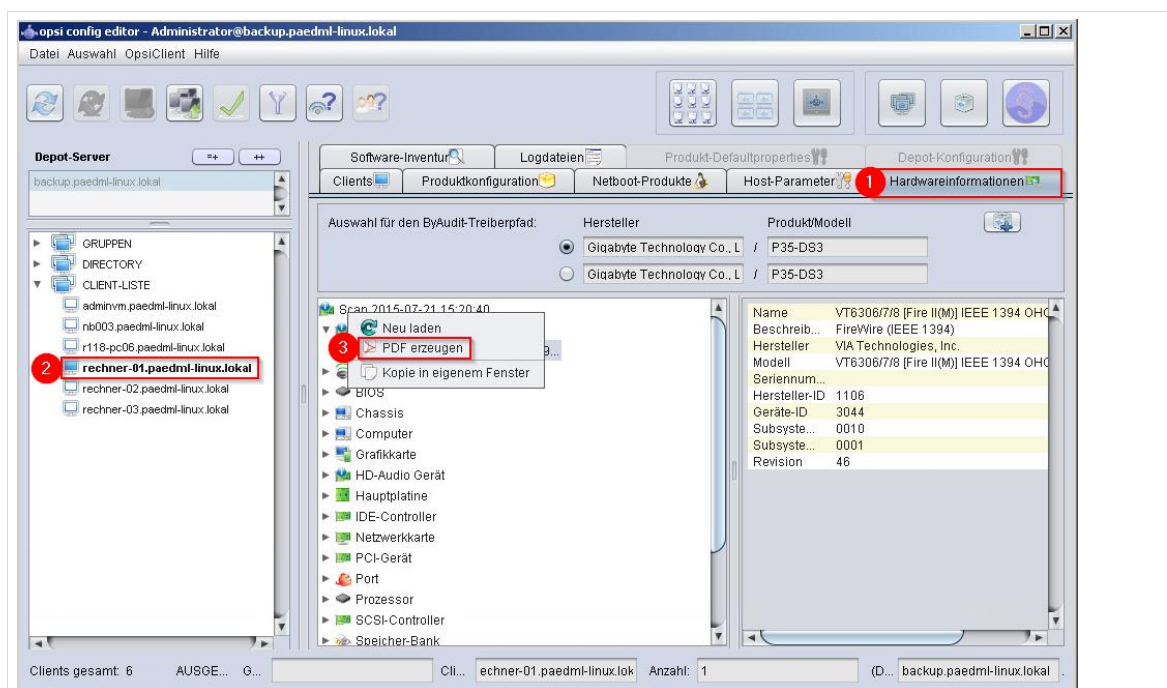 opsi config editor - Administrator@backup.paedml-linux.lokal
Datei Auswahl OpsiClient Hilfe
Depot-Server
=+
++
backup.paedml-linux.lokal
GRUPPEN
DIRECTORY
CLIENT-LISTE
adminvm.paedml-linux.lokal
nb003.paedml-linux.lokal
r118-pc06.paedml-linux.lokal
2 rechner-01.paedml-linux.lokal
rechner-02.paedml-linux.lokal
rechner-03.paedml-linux.lokal
Software-Inventur Logdateien Produkt-Defaultproperties Depot-Konfiguration
Clients Produktkonfiguration Netboot-Produkte Host-Parameter 1 Hardwareinformationen
Auswahl für den ByAudit-Treiberpfad: Hersteller Produkt/Modell
Gigabyte Technology Co., L / P35-DS3
Gigabyte Technology Co., L / P35-DS3
Scan 2015-07-21 15:20:40
Neu laden
3 PDF erzeugen
Kopie in eigenem Fenster
BIOS
Chassis
Computer
Grafikkarte
HD-Audio Gerät
Hauptplatine
IDE-Controller
Netzwerkkarte
PCI-Gerät
Port
Prozessor
SCSI-Controller
Speicher-Bank
Name VT6306/7/8 [Fire II(M)] IEEE 1394 OHC
Beschreib... FireWire (IEEE 1394)
Hersteller VIA Technologies, Inc.
Modell VT6306/7/8 [Fire II(M)] IEEE 1394 OHC
Seriennum...
Hersteller-ID 1106
Geräte-ID 3044
Subsyste... 0010
Subsyste... 0001
Revision 46
Clients gesamt: 6 AUSGE... G... Cli... echner-01.paedml-linux.lok Anzahl: 1 (D... backup.paedml-linux.lokal